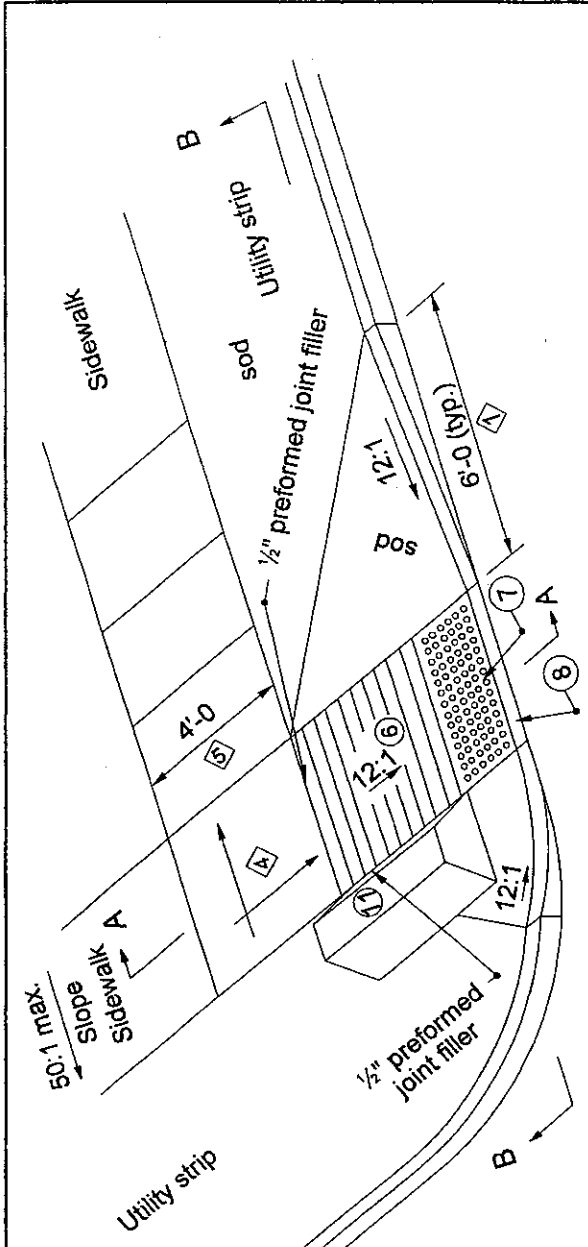 Sidewalk
B
sod
Utility strip
½" preformed joint filler
4'-0
5
4
50:1 max.
Slope
Sidewalk
A
12:1
6
11
sod
12:1
6'-0 (typ.)
7
7
A
8
12:1
½" preformed
joint filler
Utility strip
B